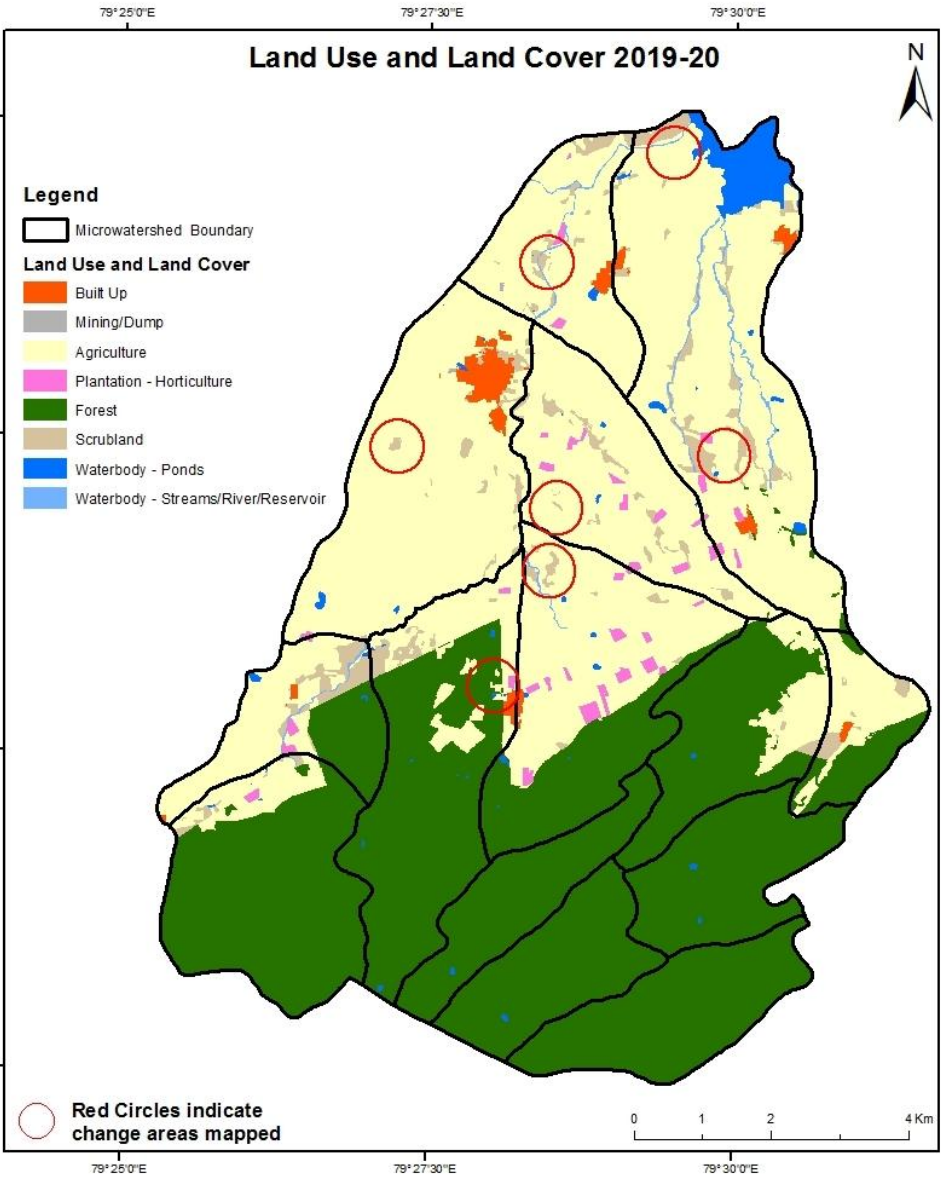 79°25'0"E 79°27'30"E 79°30'0"E
Land Use and Land Cover 2019-20
N
Legend
Microwatershed Boundary
Land Use and Land Cover
Built Up
Mining/Dump
Agriculture
Plantation - Horticulture
Forest
Scrubland
Waterbody - Ponds
Waterbody - Streams/River/Reservoir
Red Circles indicate
change areas mapped
0 1 2 4 Km
79°25'0"E 79°27'30"E 79°30'0"E